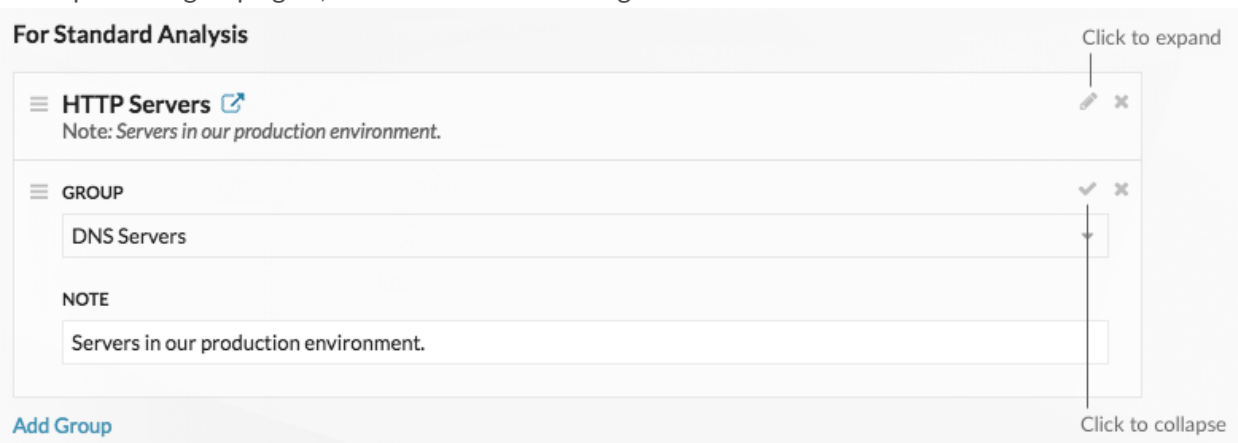 For Standard Analysis
Click to expand
HTTP Servers
Note: Servers in our production environment.
GROUP
DNS Servers
NOTE
Servers in our production environment.
Add Group
Click to collapse